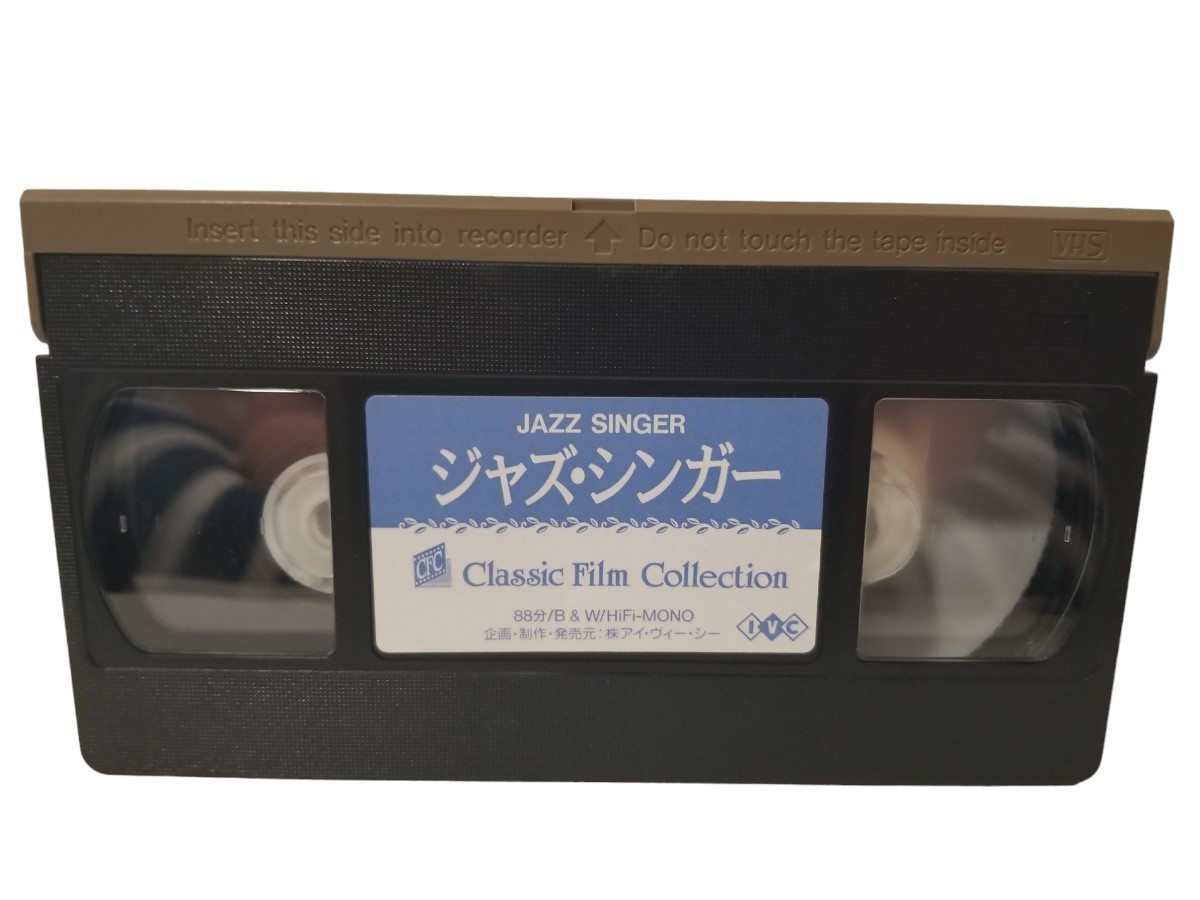 Insert this side into recorder ⇧ Do not touch the tape inside VHS
JAZZ SINGER
ジャズ・シンガー
CFC Classic Film Collection
88分/B & W/HiFi-MONO
企画・制作・発売元：㈱アイ・ヴィー・シー
IVC